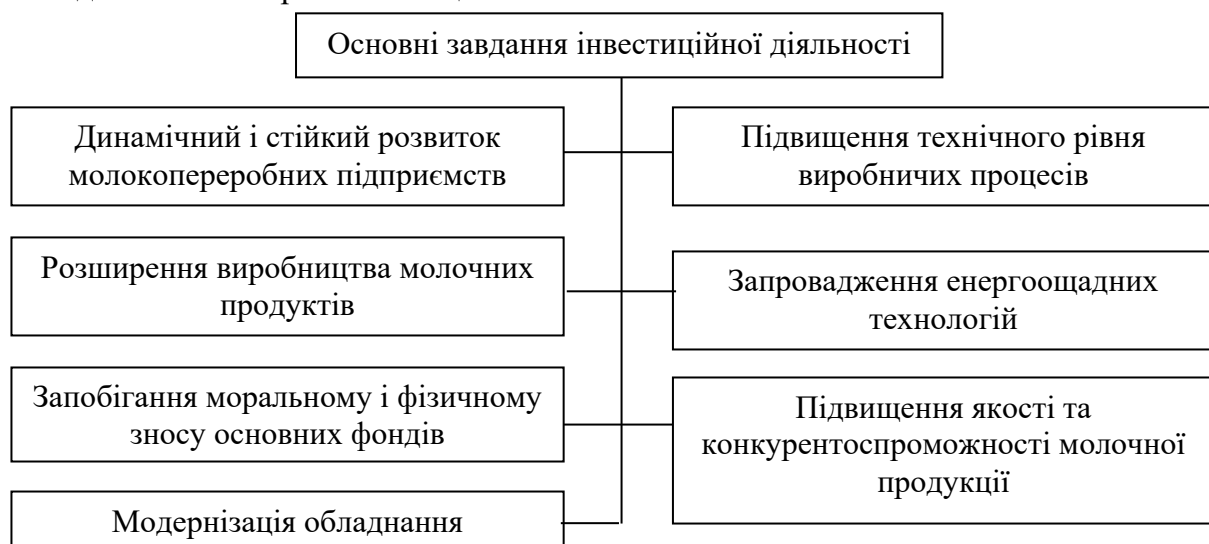 Основні завдання інвестиційної діяльності
Динамічний і стійкий розвиток
молокопереробних підприємств
Підвищення технічного рівня
виробничих процесів
Розширення виробництва молочних
продуктів
Запровадження енергоощадних
технологій
Запобігання моральному і фізичному
зносу основних фондів
Підвищення якості та
конкурентоспроможності молочної
продукції
Модернізація обладнання